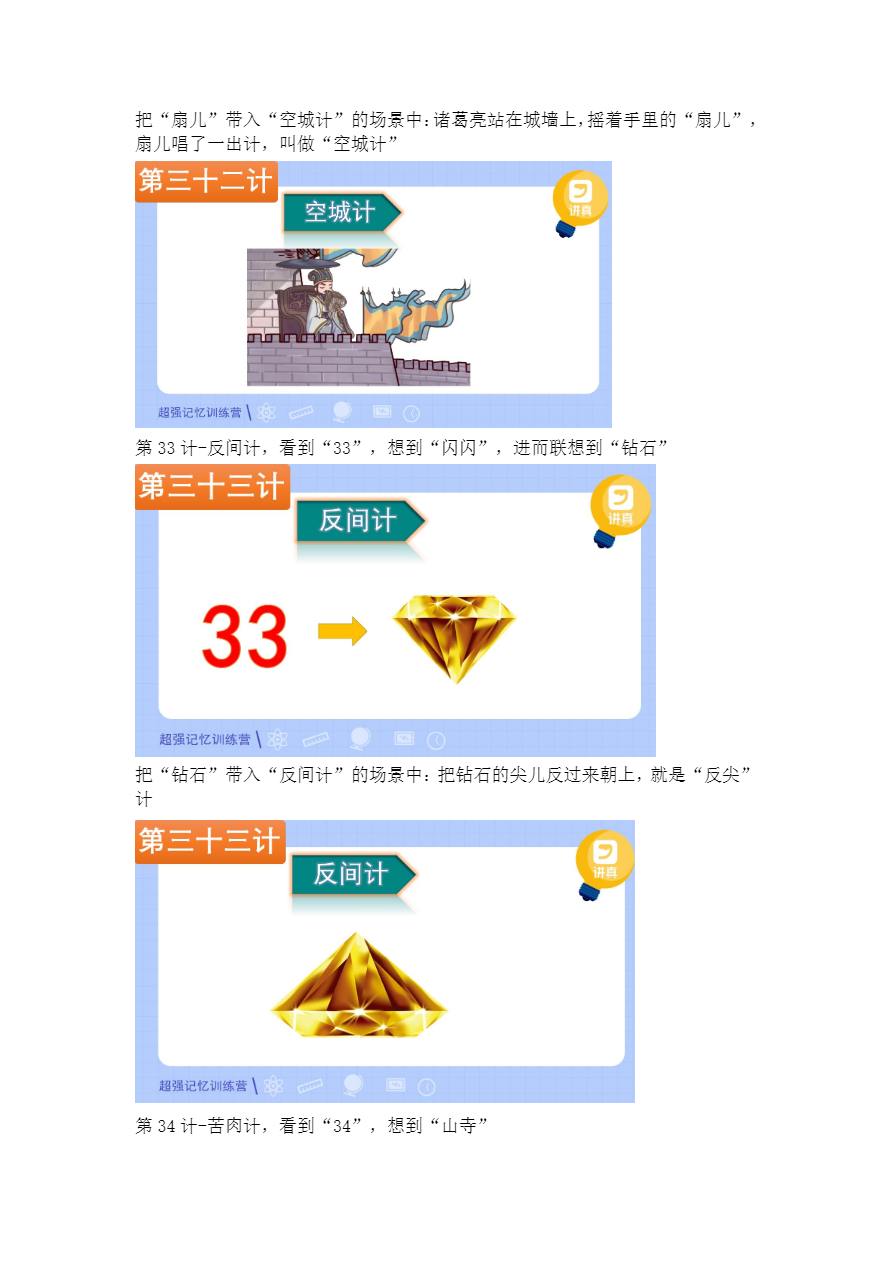 把“扇儿”带入“空城计”的场景中：诸葛亮站在城墙上，摇着手里的“扇儿”，
扇儿唱了一出计，叫做“空城计”
第三十二计
空城计
讲真
超强记忆训练营
第 33 计-反间计，看到“33”，想到“闪闪”，进而联想到“钻石”
第三十三计
反间计
讲真
33
超强记忆训练营
把“钻石”带入“反间计”的场景中：把钻石的尖儿反过来朝上，就是“反尖”
计
第三十三计
反间计
讲真
超强记忆训练营
第 34 计-苦肉计，看到“34”，想到“山寺”